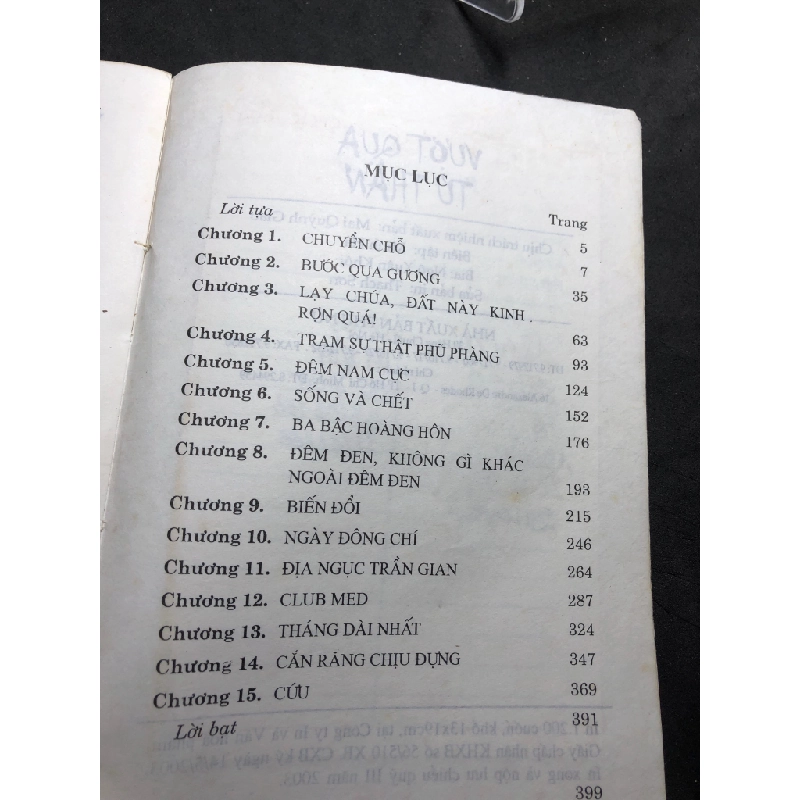 VƯỢT QUA
TỬ THẦN
MỤC LỤC
Trang
Lời tựa 5
Chương 1. CHUYỂN CHỖ 7
Chương 2. BƯỚC QUA GƯƠNG 35
Chương 3. LẠY CHÚA, ĐẤT NÀY KINH
RỢN QUÁ! 63
Chương 4. TRẠM SỰ THẬT PHŨ PHÀNG 93
Chương 5. ĐÊM NAM CỰC 124
Chương 6. SỐNG VÀ CHẾT 152
Chương 7. BA BẬC HOÀNG HÔN 176
Chương 8. ĐÊM ĐEN, KHÔNG GÌ KHÁC
NGOÀI ĐÊM ĐEN 193
Chương 9. BIẾN ĐỔI 215
Chương 10. NGÀY ĐÔNG CHÍ 246
Chương 11. ĐỊA NGỤC TRẦN GIAN 264
Chương 12. CLUB MED 287
Chương 13. THÁNG DÀI NHẤT 324
Chương 14. CẮN RĂNG CHỊU ĐỰNG 347
Chương 15. CỨU 369
Lời bạt 391
399